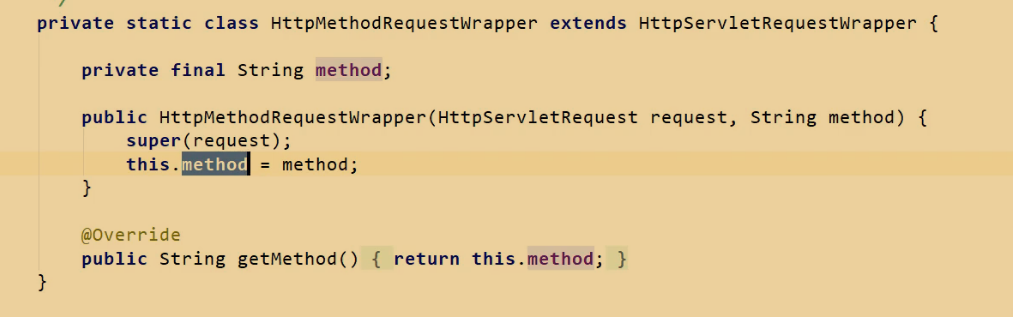 */
private static class HttpMethodRequestWrapper extends HttpServletRequestWrapper {
private final String method;
public HttpMethodRequestWrapper(HttpServletRequest request, String method) {
super(request);
this.method = method;
}
@Override
public String getMethod() { return this.method; }
}